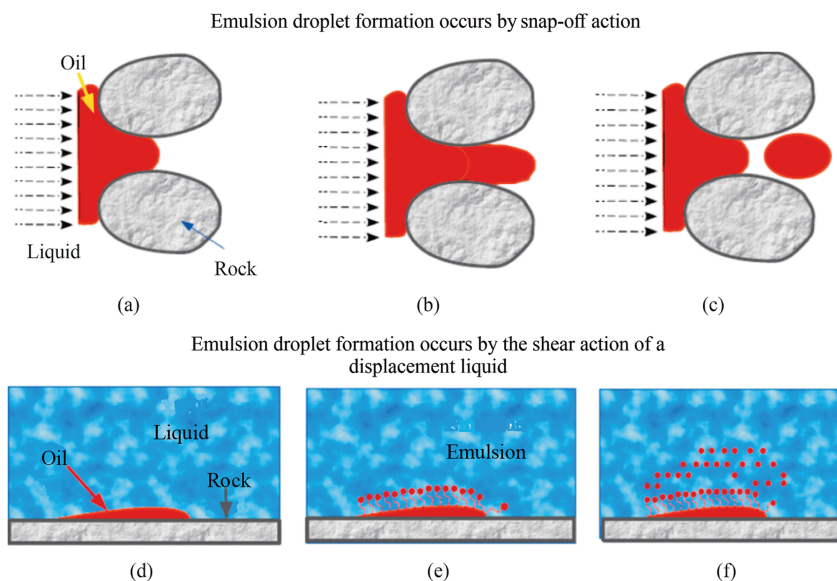 Emulsion droplet formation occurs by snap-off action
Oil
Liquid
Rock
(a)
(b)
(c)
Emulsion droplet formation occurs by the shear action of a
displacement liquid
Liquid
Oil
Rock
Emulsion
(d)
(e)
(f)